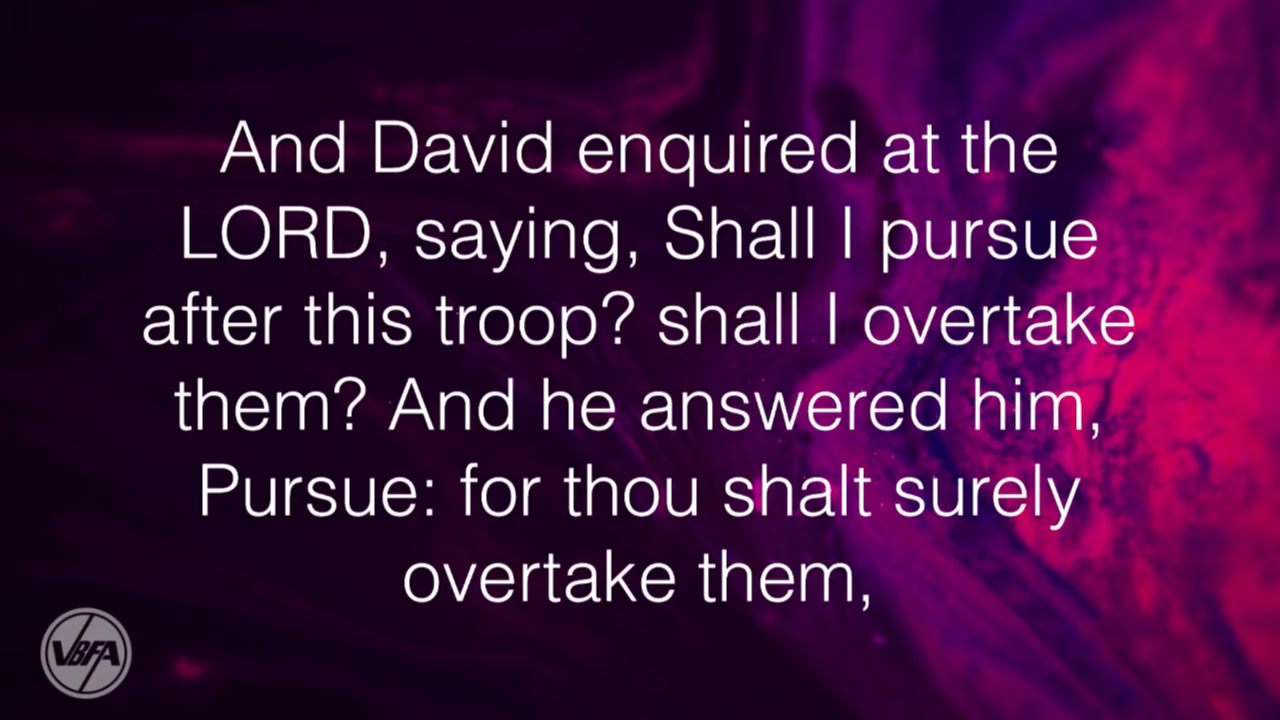 And David enquired at the
LORD, saying, Shall I pursue
after this troop? shall I overtake
them? And he answered him,
Pursue: for thou shalt surely
overtake them,
VBFA